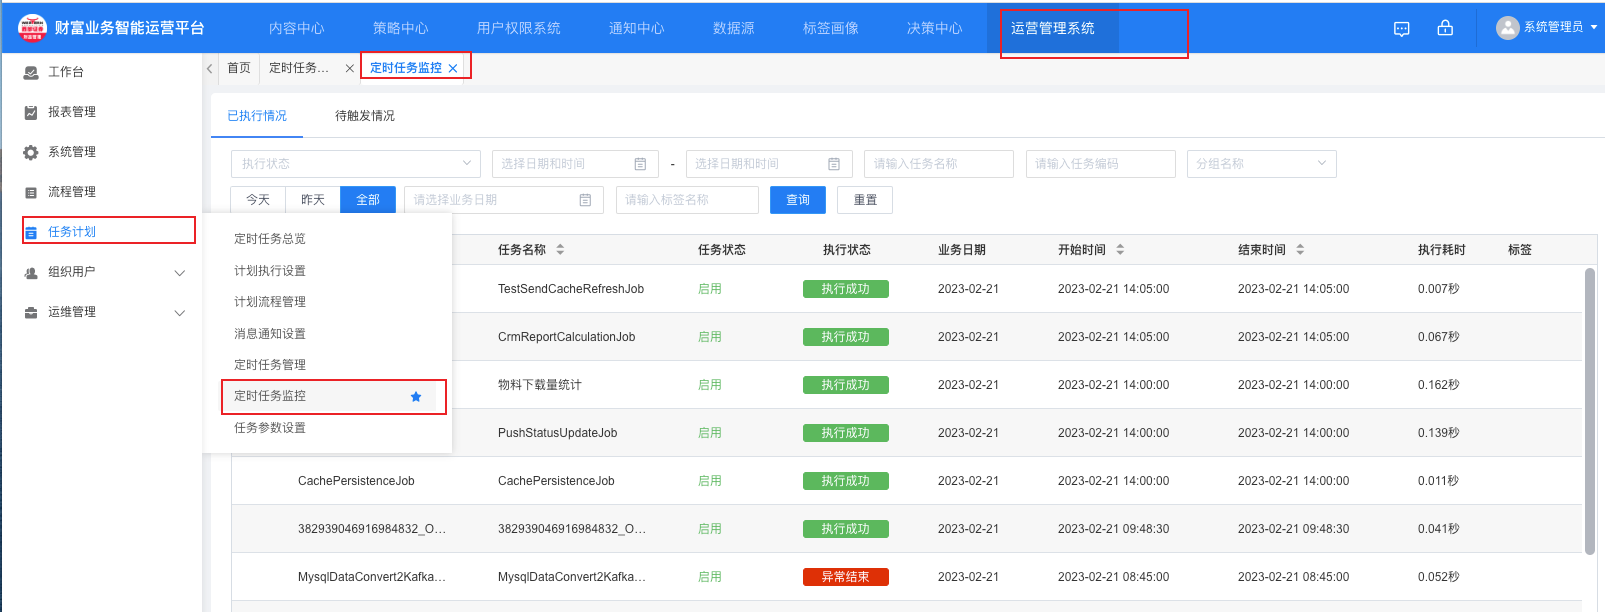 财富业务智能运营平台 内容中心 策略中心 用户权限系统 通知中心 数据源 标签画像 决策中心 运营管理系统 系统管理员
工作台
报表管理
系统管理
流程管理
任务计划
组织用户
运维管理
首页 定时任务... 定时任务监控
已执行情况 待触发情况
执行状态 选择日期和时间 - 选择日期和时间 请输入任务名称 请输入任务编码 分组名称
今天 昨天 全部 请选择业务日期 请输入标签名称 查询 重置
定时任务总览
计划执行设置
计划流程管理
消息通知设置
定时任务管理
定时任务监控
任务参数设置
任务名称 任务状态 执行状态 业务日期 开始时间 结束时间 执行耗时 标签
TestSendCacheRefreshJob 启用 执行成功 2023-02-21 2023-02-21 14:05:00 2023-02-21 14:05:00 0.007秒
CrmReportCalculationJob 启用 执行成功 2023-02-21 2023-02-21 14:05:00 2023-02-21 14:05:00 0.067秒
物料下载量统计 启用 执行成功 2023-02-21 2023-02-21 14:00:00 2023-02-21 14:00:00 0.162秒
PushStatusUpdateJob 启用 执行成功 2023-02-21 2023-02-21 14:00:00 2023-02-21 14:00:00 0.139秒
CachePersistenceJob CachePersistenceJob 启用 执行成功 2023-02-21 2023-02-21 14:00:00 2023-02-21 14:00:00 0.011秒
382939046916984832_O... 382939046916984832_O... 启用 执行成功 2023-02-21 2023-02-21 09:48:30 2023-02-21 09:48:30 0.041秒
MysqlDataConvert2Kafka... MysqlDataConvert2Kafka... 启用 异常结束 2023-02-21 2023-02-21 08:45:00 2023-02-21 08:45:00 0.052秒